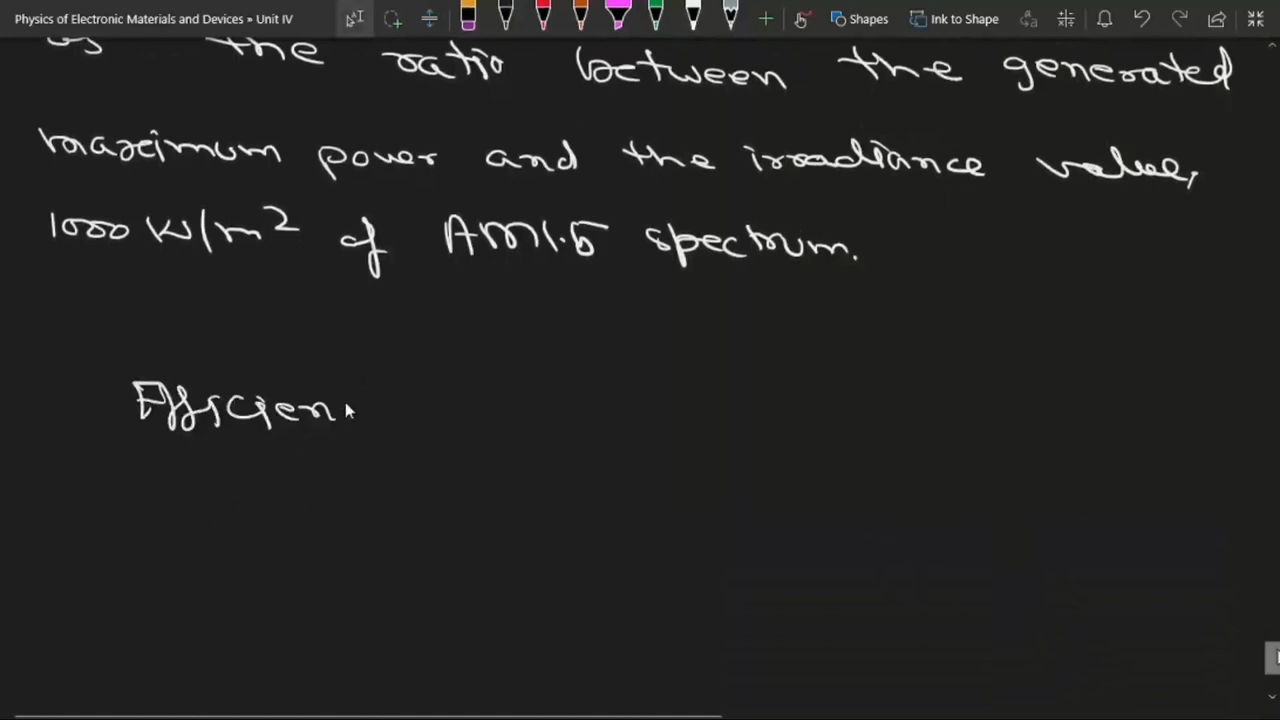 Physics of Electronic Materials and Devices » Unit IV
Shapes
Ink to Shape
is the ratio between the generated
maximum power and the irradiance value,
1000 W/m² of AM1.5 spectrum.
Efficien